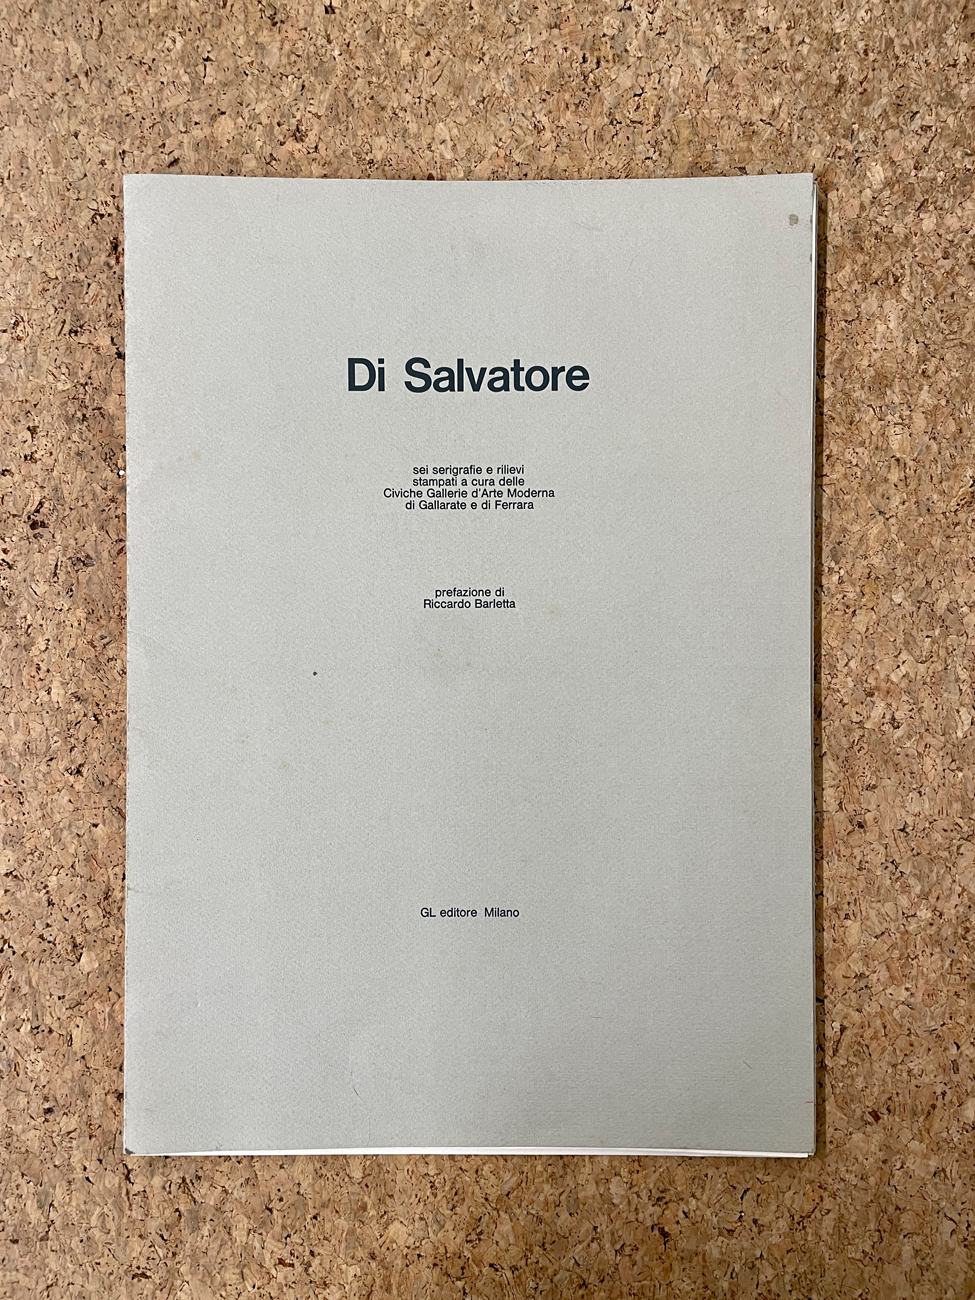 Di Salvatore
sei serigrafie e rilievi
stampati a cura delle
Civiche Gallerie d'Arte Moderna
di Gallarate e di Ferrara
prefazione di
Riccardo Barletta
GL editore Milano